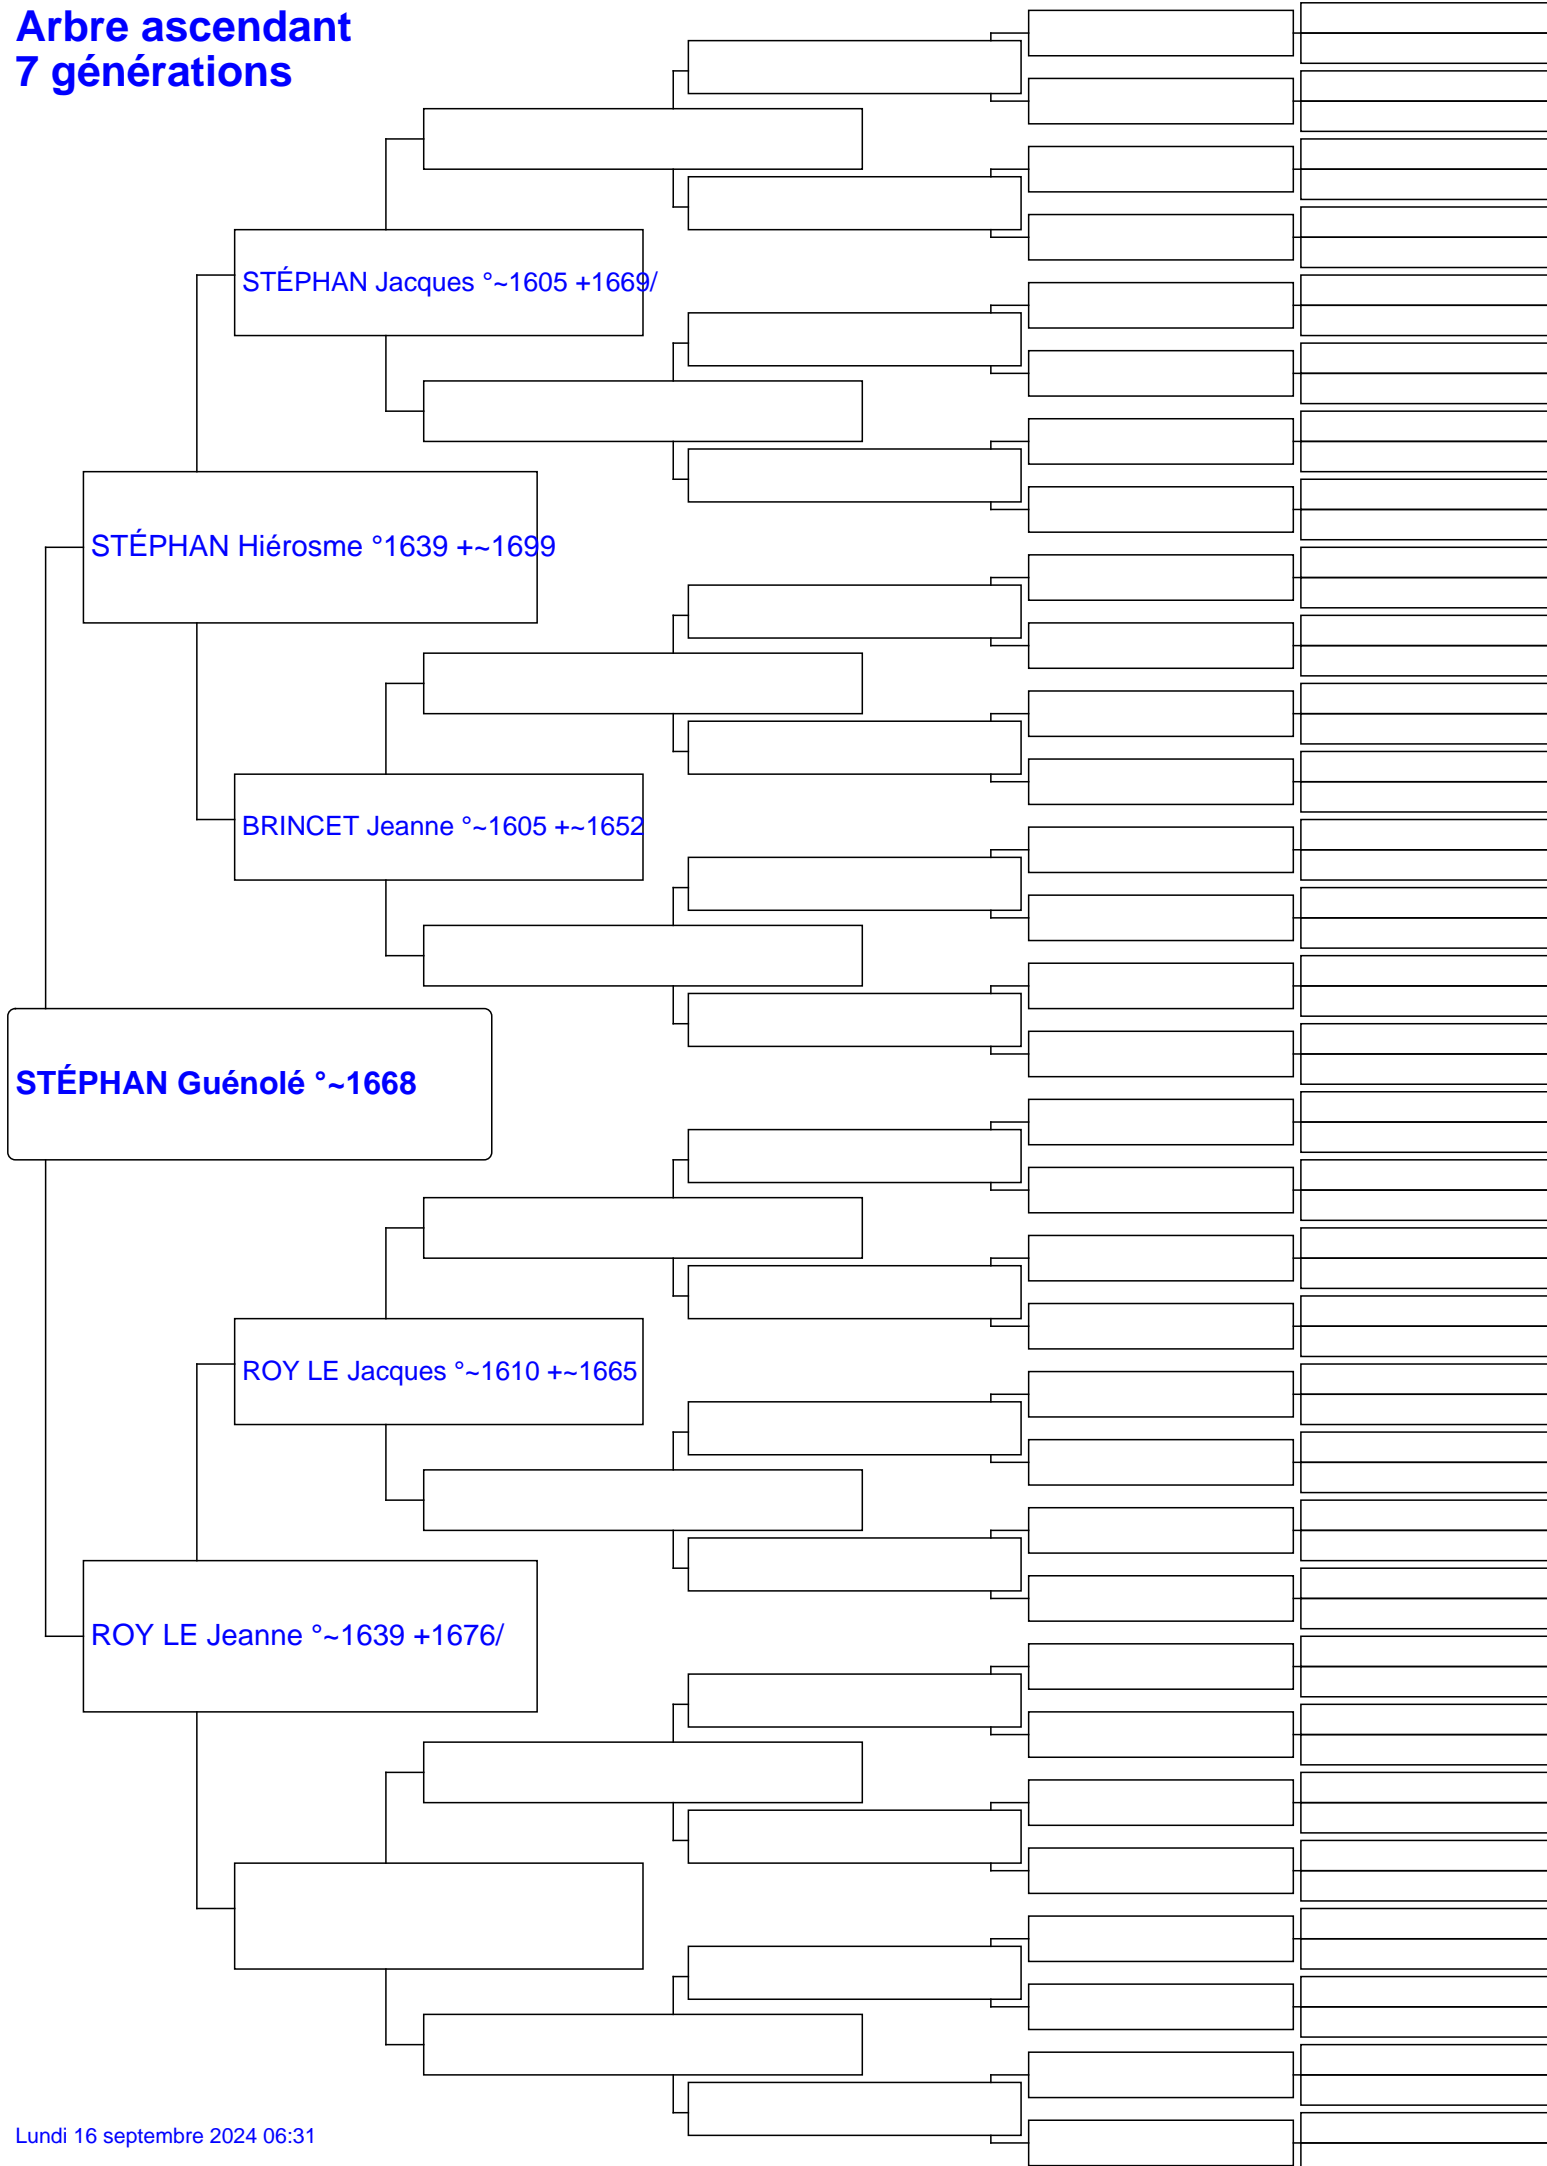 Arbre ascendant
7 générations
STÉPHAN Jacques °~1605 +1669/
STÉPHAN Hiérosme °1639 +~1699
BRINCET Jeanne °~1605 +~1652
STÉPHAN Guénolé °~1668
ROY LE Jacques °~1610 +~1665
ROY LE Jeanne °~1639 +1676/
Lundi 16 septembre 2024 06:31